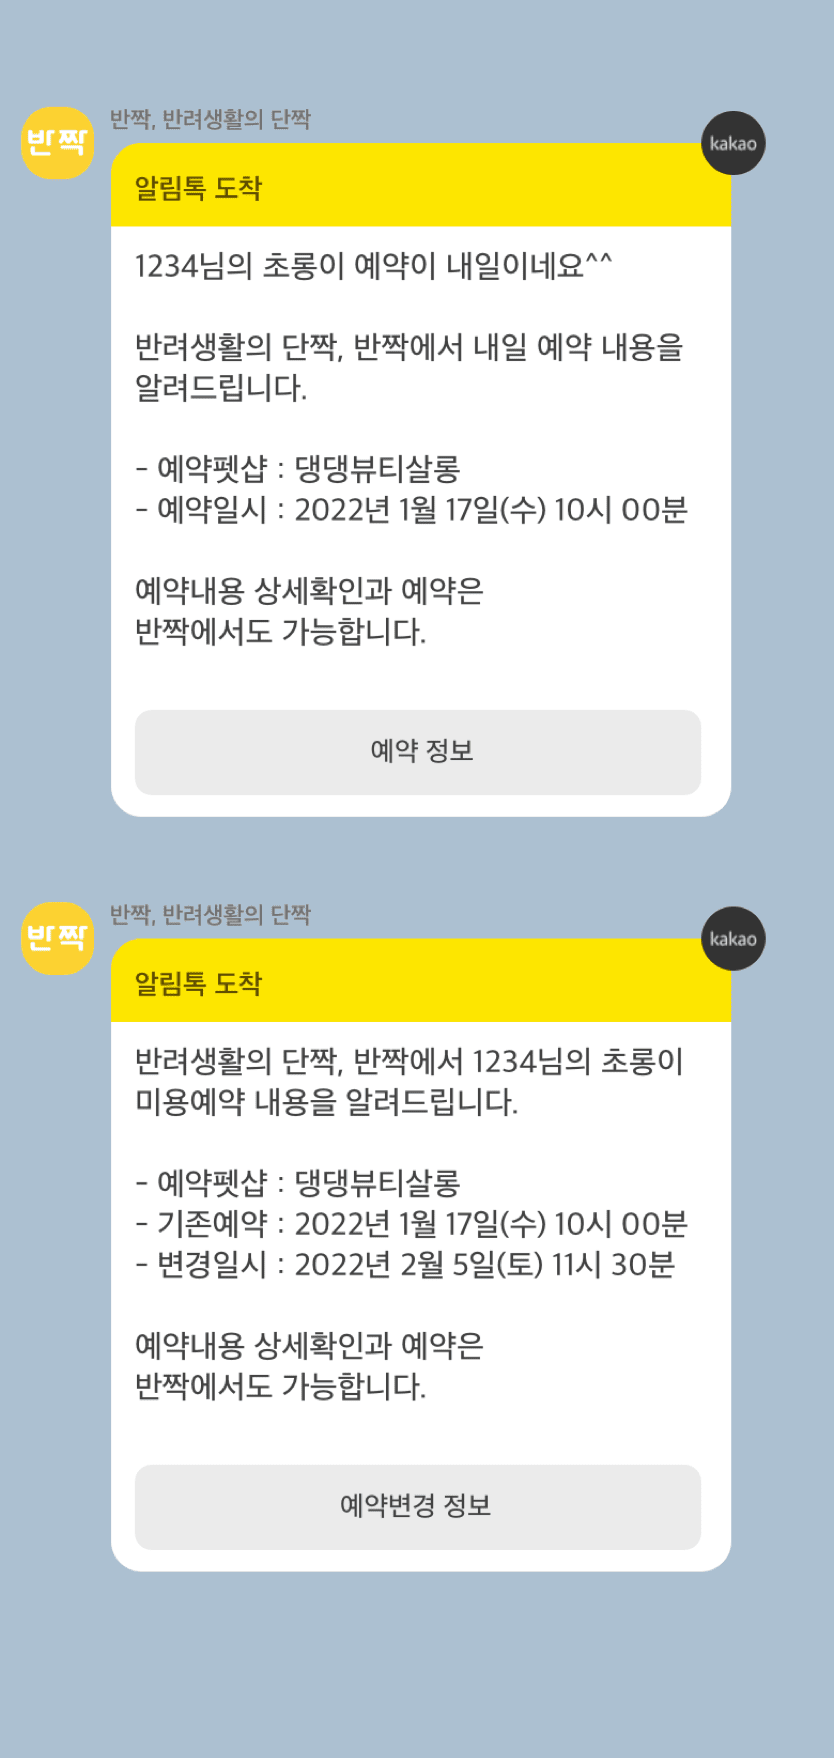 반짝
반짝, 반려생활의 단짝
kakao
알림톡 도착
1234님의 초롱이 예약이 내일이네요^^
반려생활의 단짝, 반짝에서 내일 예약 내용을
알려드립니다.
- 예약펫샵 : 댕댕뷰티살롱
- 예약일시 : 2022년 1월 17일(수) 10시 00분
예약내용 상세확인과 예약은
반짝에서도 가능합니다.
예약 정보
반짝
반짝, 반려생활의 단짝
kakao
알림톡 도착
반려생활의 단짝, 반짝에서 1234님의 초롱이
미용예약 내용을 알려드립니다.
- 예약펫샵 : 댕댕뷰티살롱
- 기존예약 : 2022년 1월 17일(수) 10시 00분
- 변경일시 : 2022년 2월 5일(토) 11시 30분
예약내용 상세확인과 예약은
반짝에서도 가능합니다.
예약변경 정보